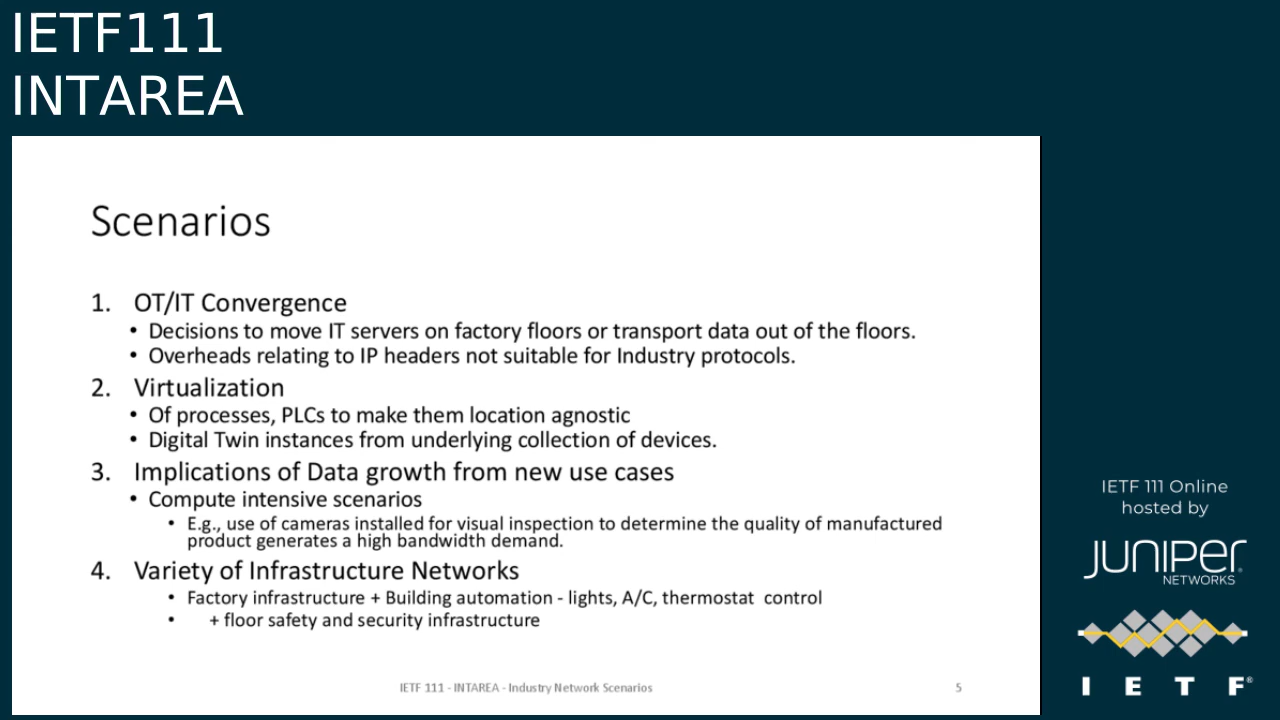 IETF111
INTAREA
Scenarios
1. OT/IT Convergence
• Decisions to move IT servers on factory floors or transport data out of the floors.
• Overheads relating to IP headers not suitable for Industry protocols.
2. Virtualization
• Of processes, PLCs to make them location agnostic
• Digital Twin instances from underlying collection of devices.
3. Implications of Data growth from new use cases
• Compute intensive scenarios
• E.g., use of cameras installed for visual inspection to determine the quality of manufactured
product generates a high bandwidth demand.
4. Variety of Infrastructure Networks
• Factory infrastructure + Building automation - lights, A/C, thermostat control
• + floor safety and security infrastructure
IETF 111 - INTAREA - Industry Network Scenarios
5
IETF 111 Online
hosted by
JUNIPER
NETWORKS
I E T F®